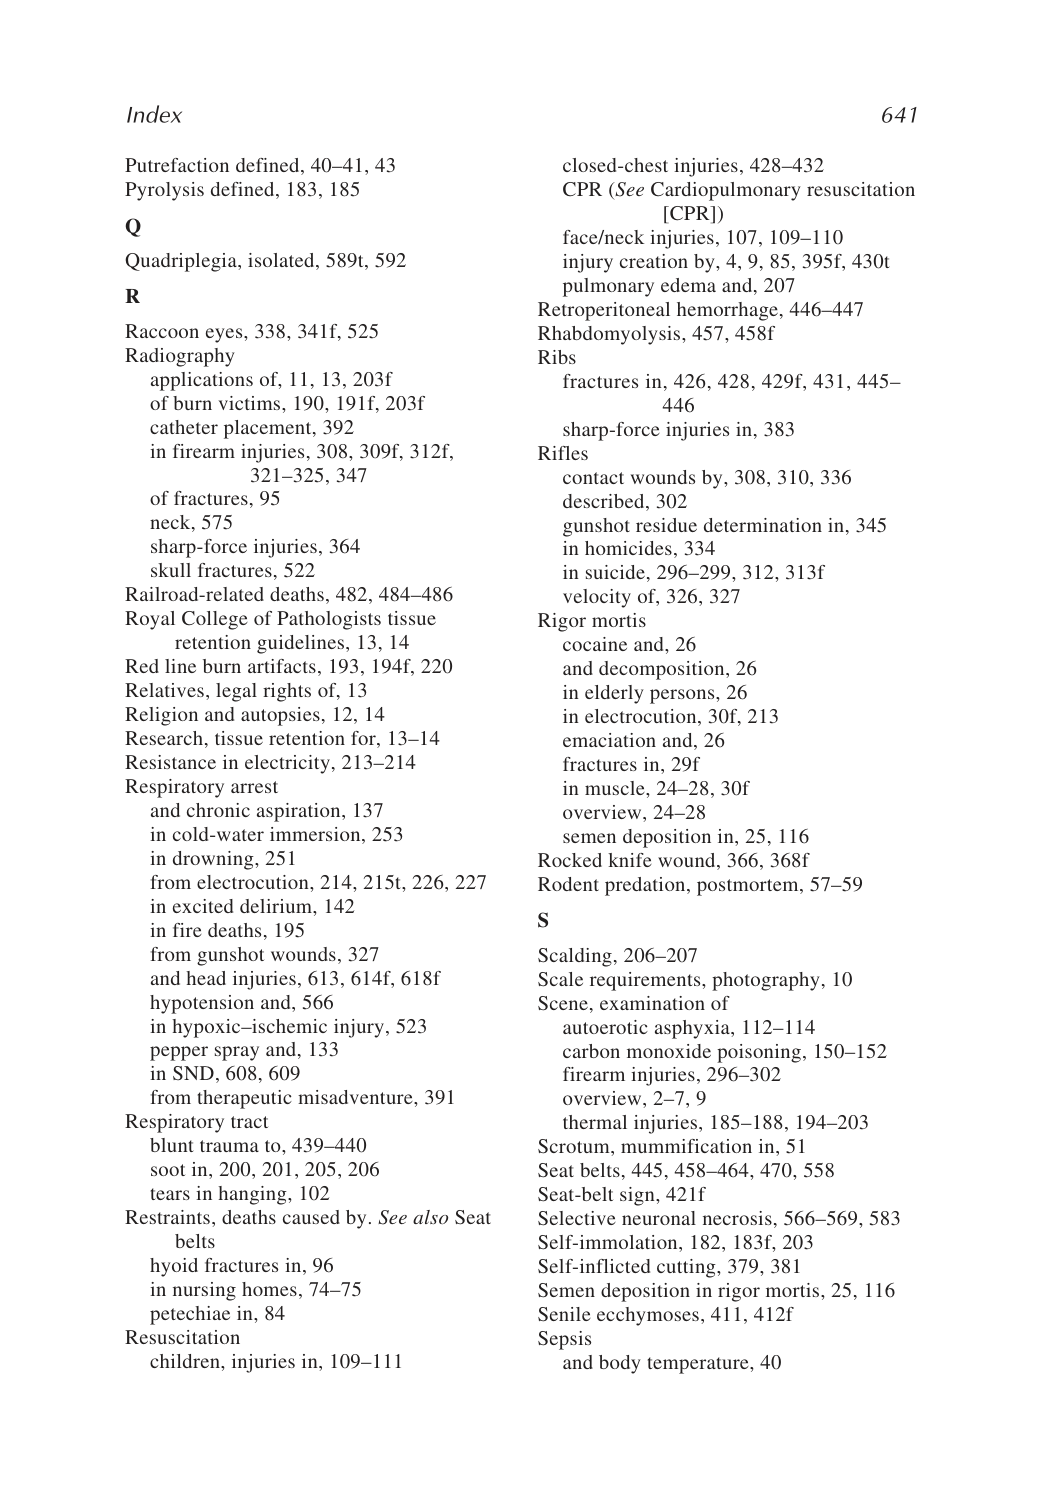 Index 641
Putrefaction defined, 40–41, 43
Pyrolysis defined, 183, 185
Q
Quadriplegia, isolated, 589t, 592
R
Raccoon eyes, 338, 341f, 525
Radiography
applications of, 11, 13, 203f
of burn victims, 190, 191f, 203f
catheter placement, 392
in firearm injuries, 308, 309f, 312f,
321–325, 347
of fractures, 95
neck, 575
sharp-force injuries, 364
skull fractures, 522
Railroad-related deaths, 482, 484–486
Royal College of Pathologists tissue
retention guidelines, 13, 14
Red line burn artifacts, 193, 194f, 220
Relatives, legal rights of, 13
Religion and autopsies, 12, 14
Research, tissue retention for, 13–14
Resistance in electricity, 213–214
Respiratory arrest
and chronic aspiration, 137
in cold-water immersion, 253
in drowning, 251
from electrocution, 214, 215t, 226, 227
in excited delirium, 142
in fire deaths, 195
from gunshot wounds, 327
and head injuries, 613, 614f, 618f
hypotension and, 566
in hypoxic–ischemic injury, 523
pepper spray and, 133
in SND, 608, 609
from therapeutic misadventure, 391
Respiratory tract
blunt trauma to, 439–440
soot in, 200, 201, 205, 206
tears in hanging, 102
Restraints, deaths caused by. See also Seat
belts
hyoid fractures in, 96
in nursing homes, 74–75
petechiae in, 84
Resuscitation
children, injuries in, 109–111
closed-chest injuries, 428–432
CPR (See Cardiopulmonary resuscitation
[CPR])
face/neck injuries, 107, 109–110
injury creation by, 4, 9, 85, 395f, 430t
pulmonary edema and, 207
Retroperitoneal hemorrhage, 446–447
Rhabdomyolysis, 457, 458f
Ribs
fractures in, 426, 428, 429f, 431, 445–
446
sharp-force injuries in, 383
Rifles
contact wounds by, 308, 310, 336
described, 302
gunshot residue determination in, 345
in homicides, 334
in suicide, 296–299, 312, 313f
velocity of, 326, 327
Rigor mortis
cocaine and, 26
and decomposition, 26
in elderly persons, 26
in electrocution, 30f, 213
emaciation and, 26
fractures in, 29f
in muscle, 24–28, 30f
overview, 24–28
semen deposition in, 25, 116
Rocked knife wound, 366, 368f
Rodent predation, postmortem, 57–59
S
Scalding, 206–207
Scale requirements, photography, 10
Scene, examination of
autoerotic asphyxia, 112–114
carbon monoxide poisoning, 150–152
firearm injuries, 296–302
overview, 2–7, 9
thermal injuries, 185–188, 194–203
Scrotum, mummification in, 51
Seat belts, 445, 458–464, 470, 558
Seat-belt sign, 421f
Selective neuronal necrosis, 566–569, 583
Self-immolation, 182, 183f, 203
Self-inflicted cutting, 379, 381
Semen deposition in rigor mortis, 25, 116
Senile ecchymoses, 411, 412f
Sepsis
and body temperature, 40